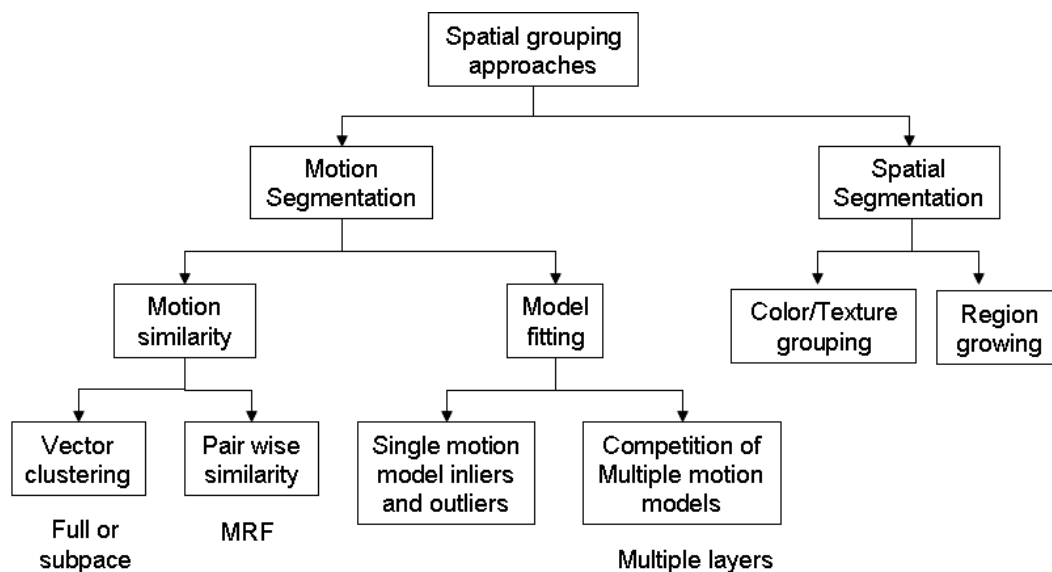 Spatial grouping
approaches
Motion
Segmentation
Spatial
Segmentation
Motion
similarity
Model
fitting
Color/Texture
grouping
Region
growing
Vector
clustering
Pair wise
similarity
Single motion
model inliers
and outliers
Competition of
Multiple motion
models
Full or
subpace
MRF
Multiple layers